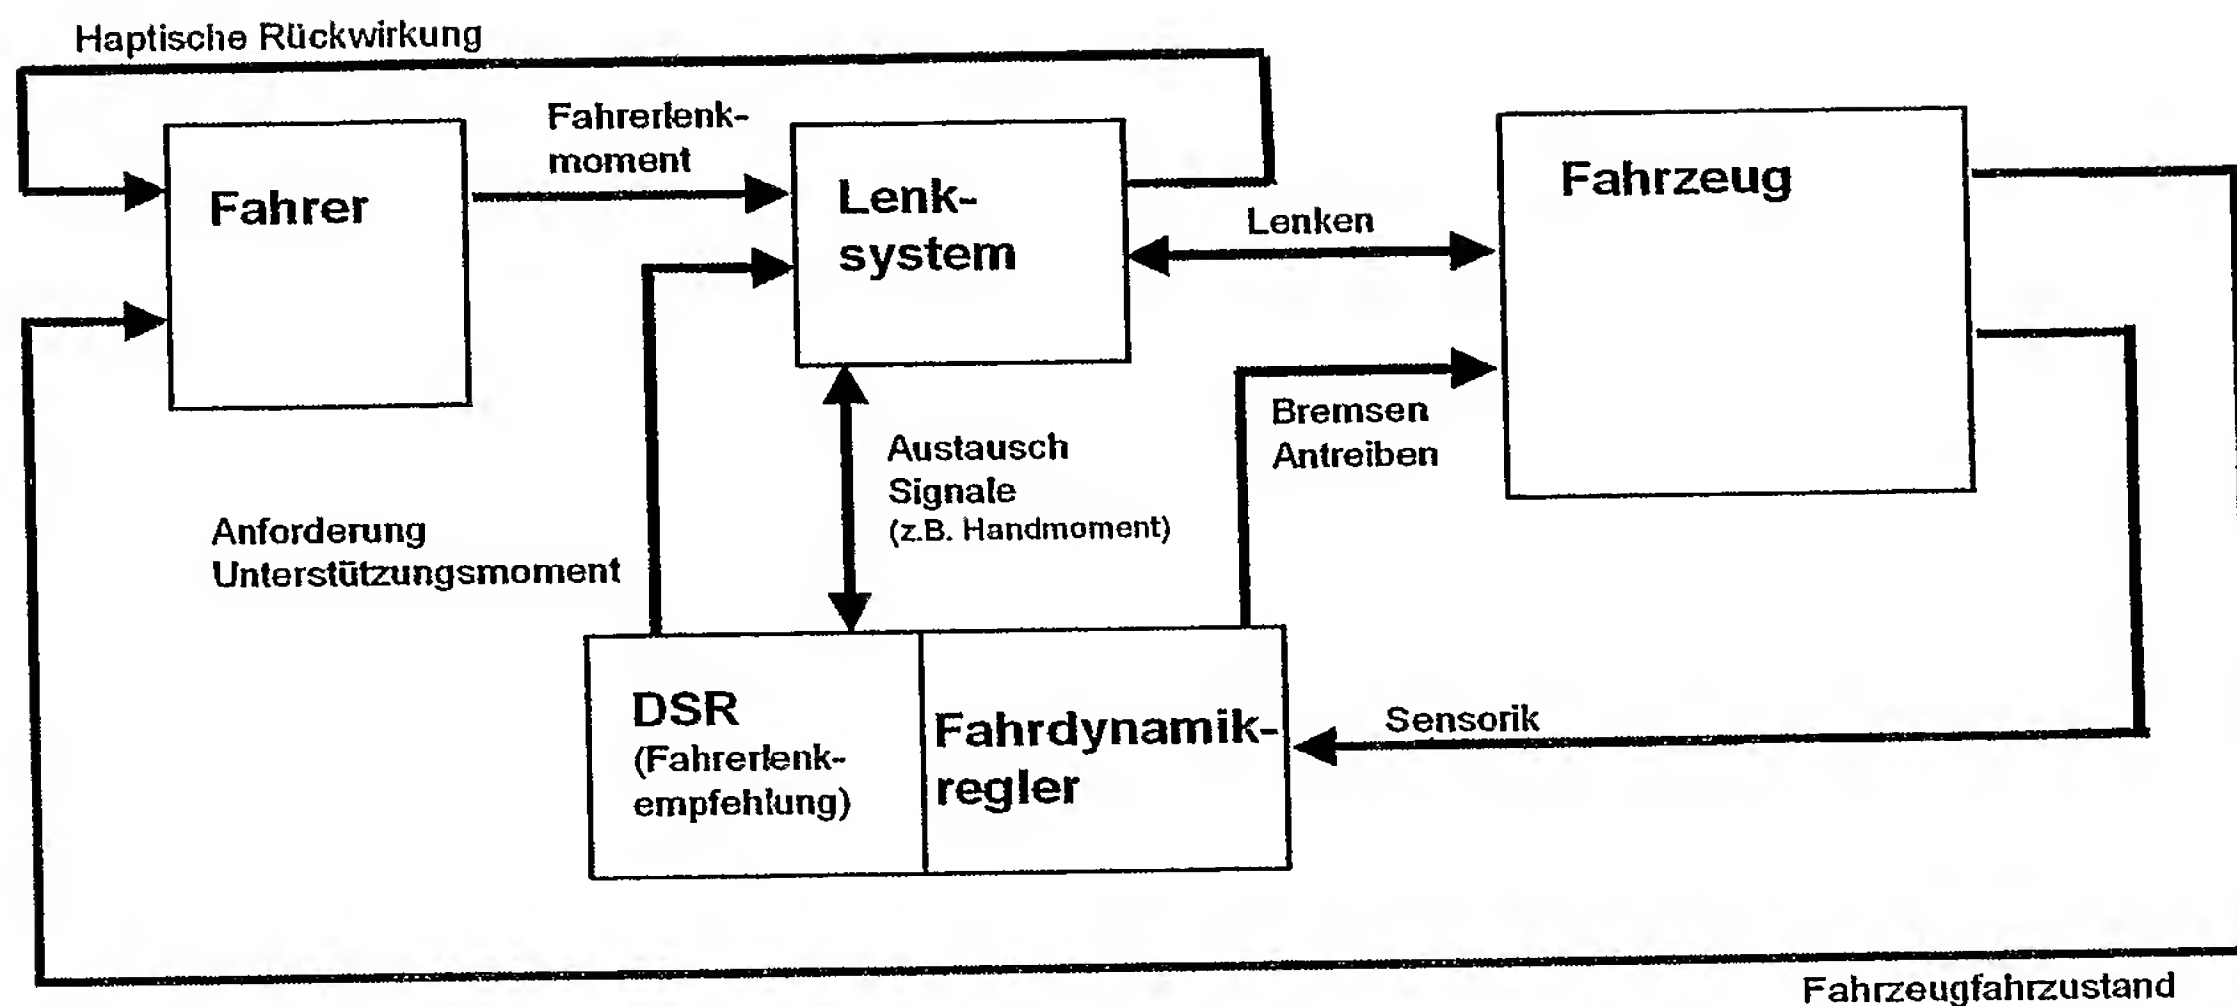 Haptische Rückwirkung
Fahrerlenk-
moment
Fahrer
Lenk-
system
Lenken
Fahrzeug
Bremsen
Antreiben
Austausch
Signale
(z.B. Handmoment)
Anforderung
Unterstützungsmoment
DSR
(Fahrerlenk-
empfehlung)
Fahrdynamik-
regler
Sensorik
Fahrzeugfahrzustand